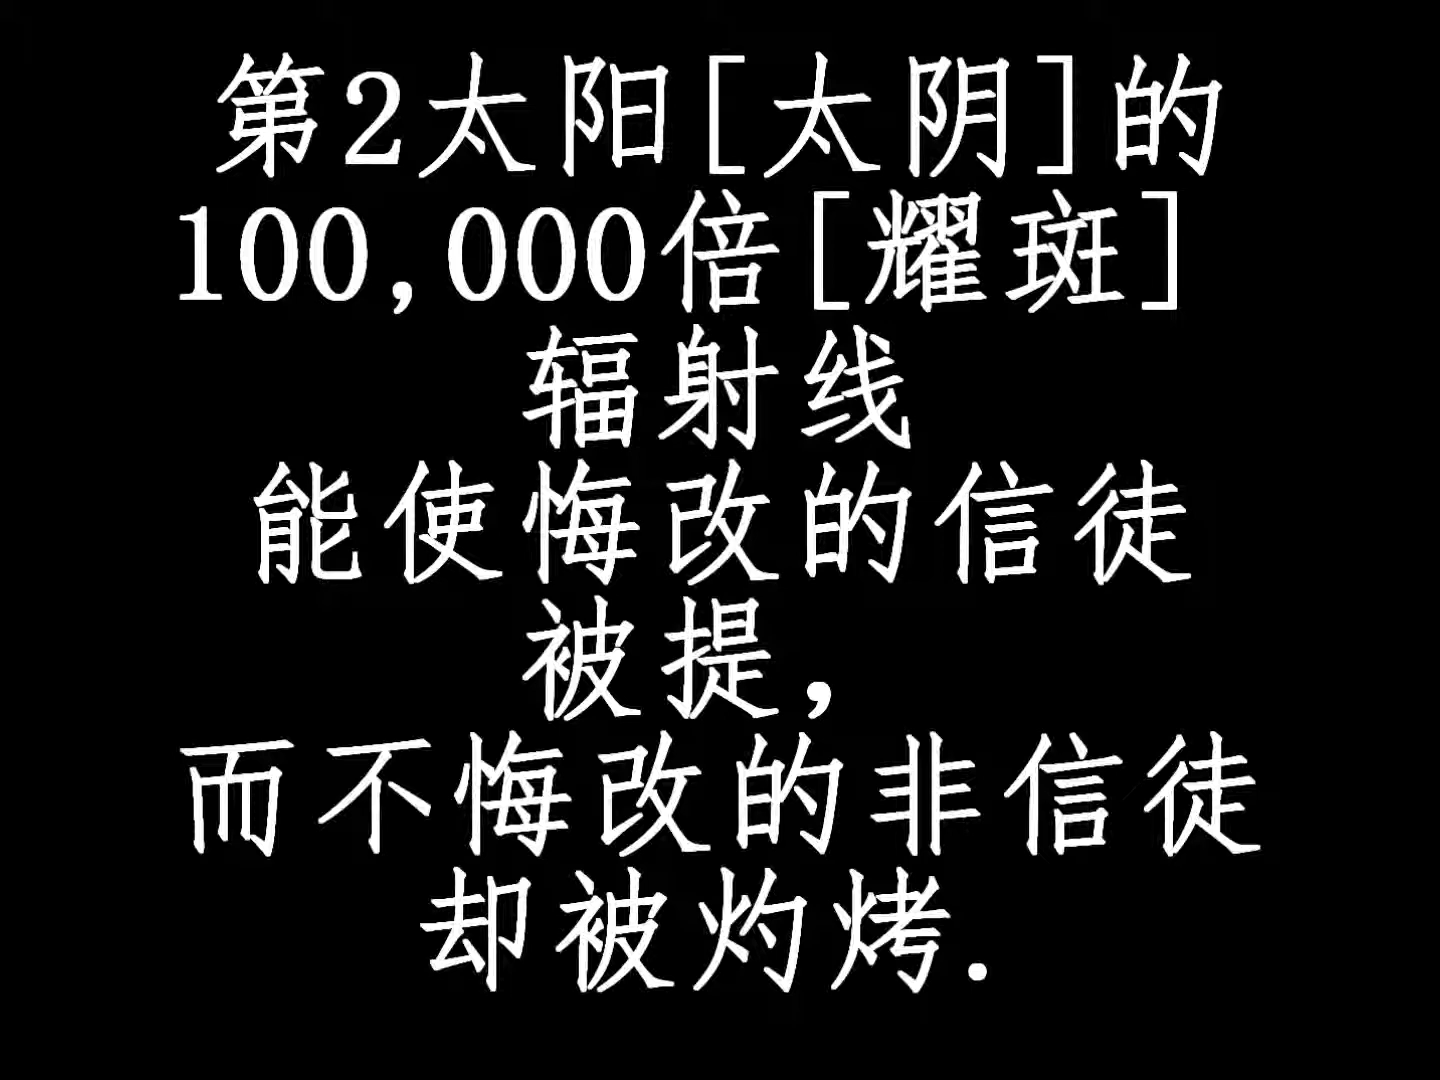 第2太阳[太阴]的
100,000倍[耀斑]
辐射线
能使悔改的信徒
被提，
而不悔改的非信徒
却被灼烤.